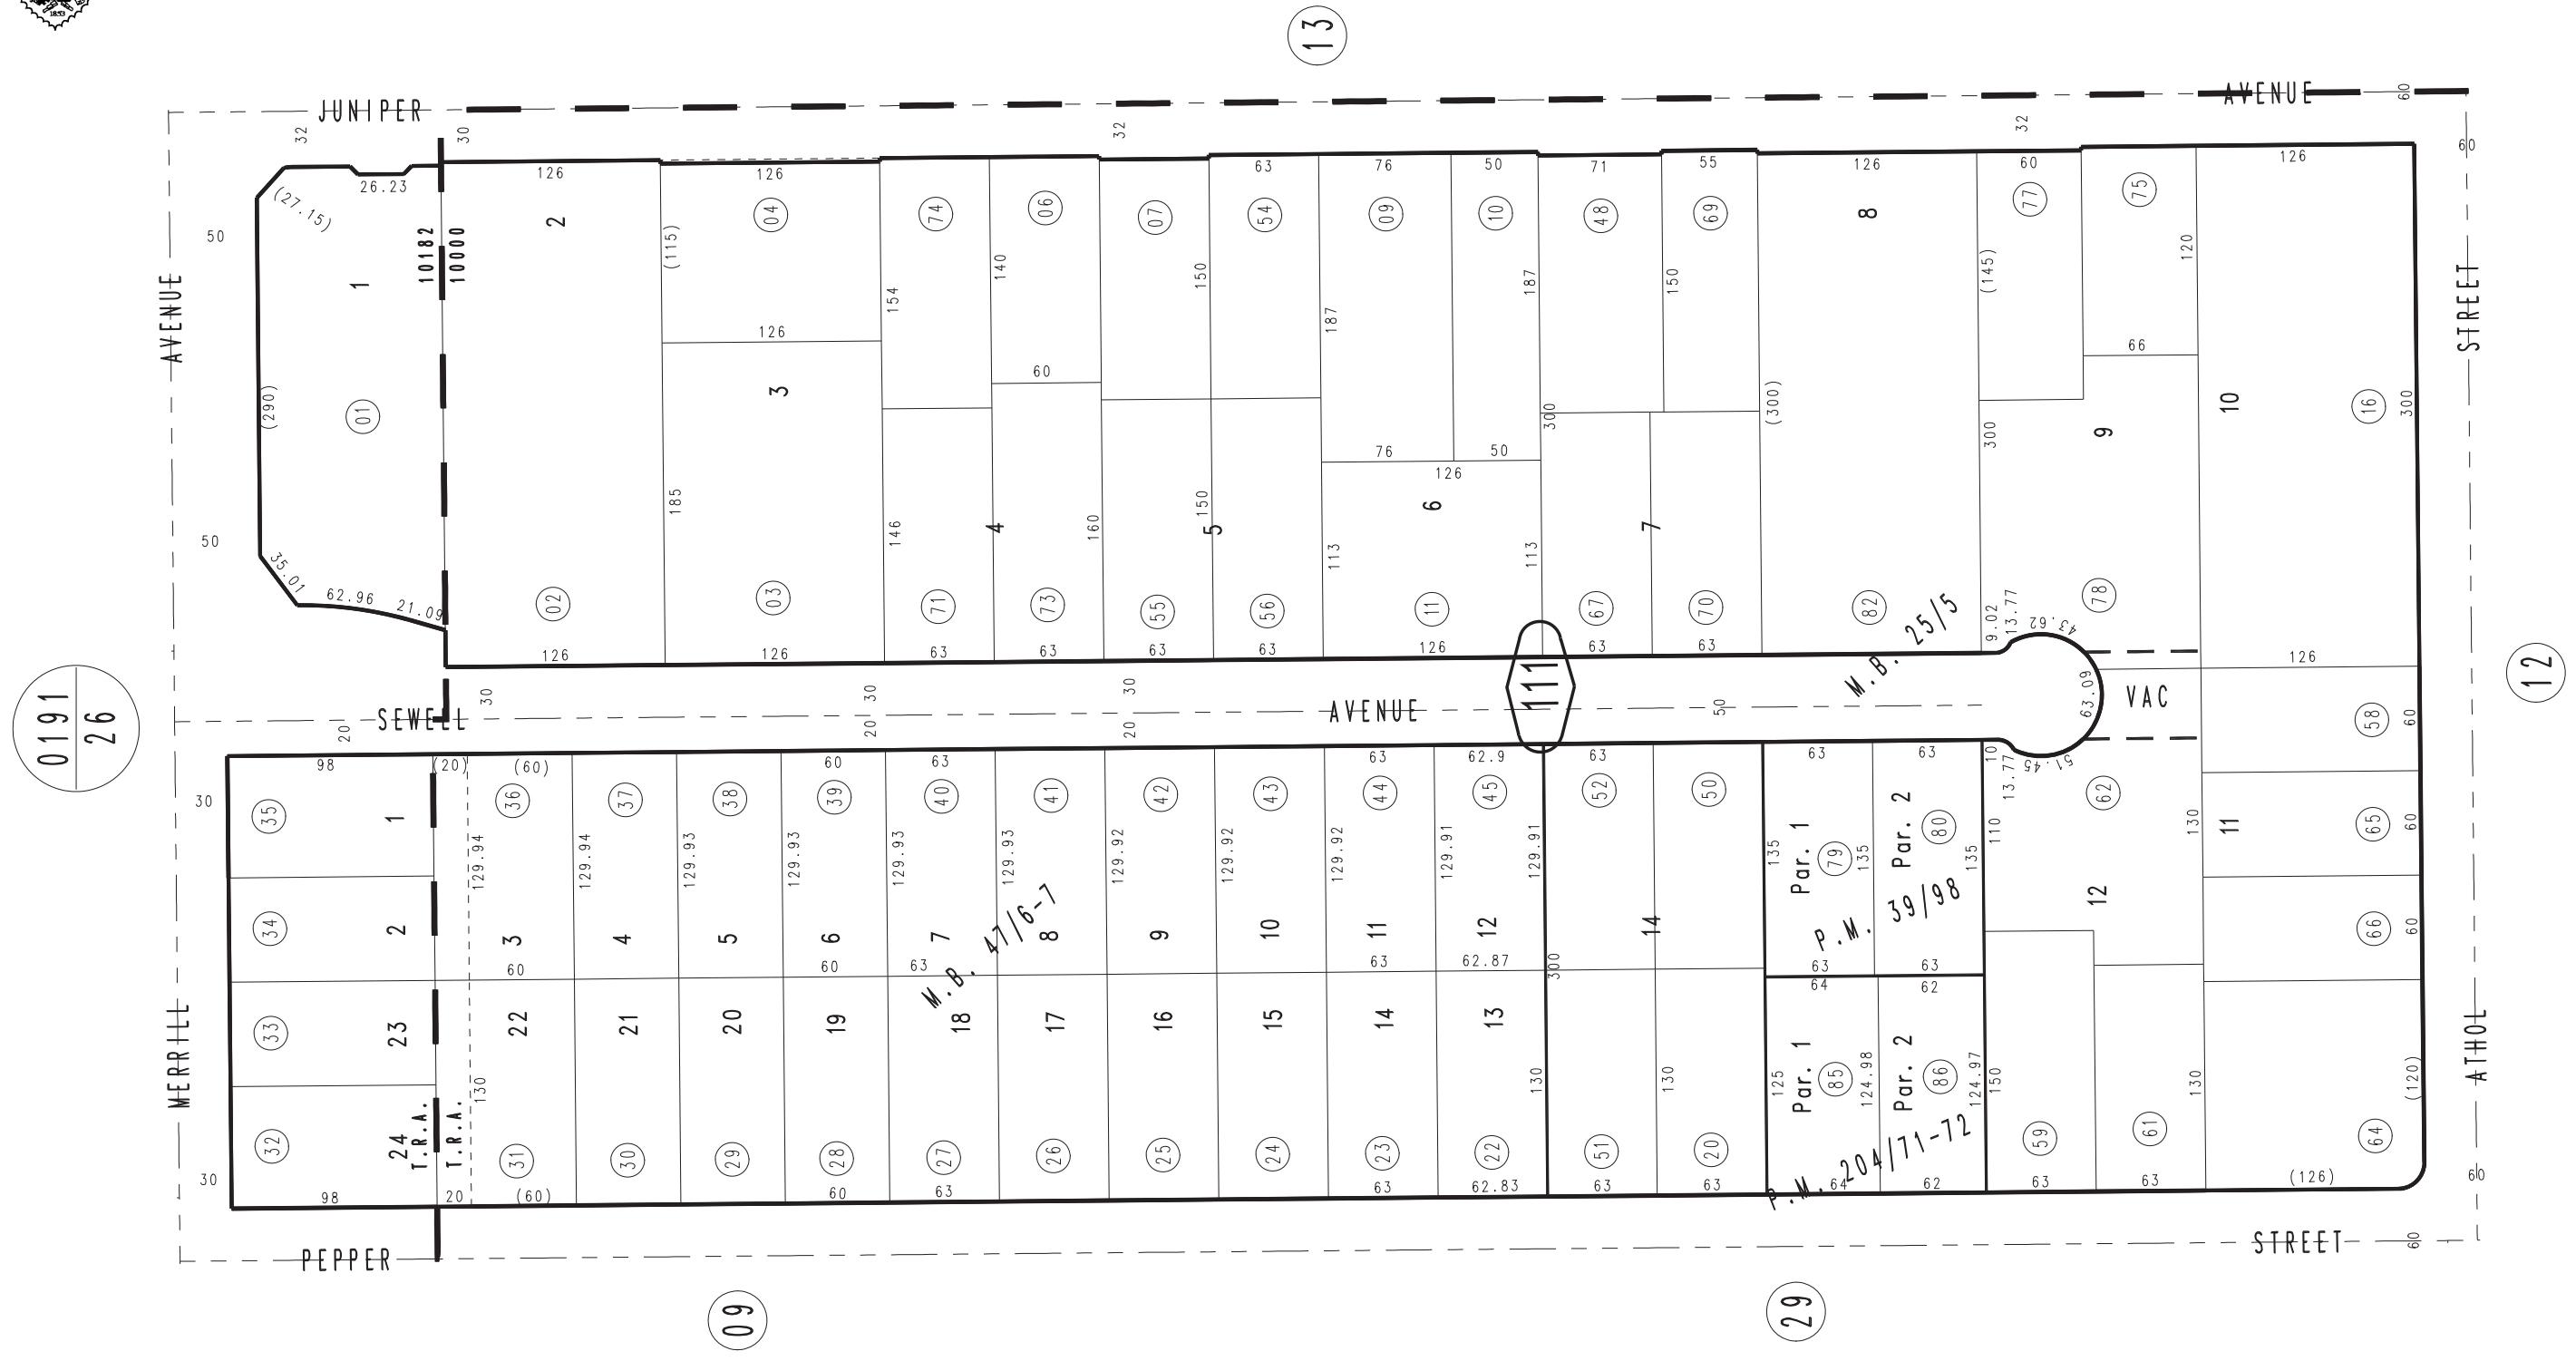 1853
13
JUNIPER AVENUE 60
32 30 32 32 60
26.23 126 126 63 76 50 71 55 126 60 126
(27.15) 2 04 74 06 07 54 09 10 48 69 8 77 75
50 10182 10000 (115) 154 140 150 187 187 150 (145) 120
AVENUE STREET
1 126 60 66
(290) 01 3 300 (300) 300 9 10 16 300
76 50
126
185 146 4 160 150 5 113 6 113 7
50
35.01
62.96 21.09 02 03 71 73 55 56 11 67 70 82 78
M.B. 25/5
9.02 13.77 43.62
126 126 63 63 63 63 126 63 63 126
0191
26
111
63.09 VAC 12
30 30 30 58 60
SEWELL AVENUE 50
20 20 20
98 (20) (60) 60 63 63 62.9 63 63 63 10 13.77 51.45
30 35 1 36 37 38 39 40 41 42 43 44 45 52 50 Par. 1 79 Par. 2 80 62 11 65 60
129.94 129.94 129.93 129.93 129.93 129.93 129.92 129.92 129.92 129.91 129.91 135 135 135 110 130
34 2 3 4 5 6 7 8 9 10 11 12 14 12 66 60
M.B. 47/6-7
P.M. 39/98
60 60 63 63 62.87 300 63 63
64 62
33 23 22 21 20 19 18 17 16 15 14 13
MERRILL ATHOL
130 130 130 125 Par. 1 85 124.98 Par. 2 86 124.97 150 130 (120)
32 24 T.R.A. T.R.A. 31 30 29 28 27 26 25 24 23 22 51 20 59 61 64
P.M. 204/71-72
30 98 20 (60) 60 63 63 62.83 63 63 64 62 63 63 (126) 60
PEPPER STREET 60
09 29